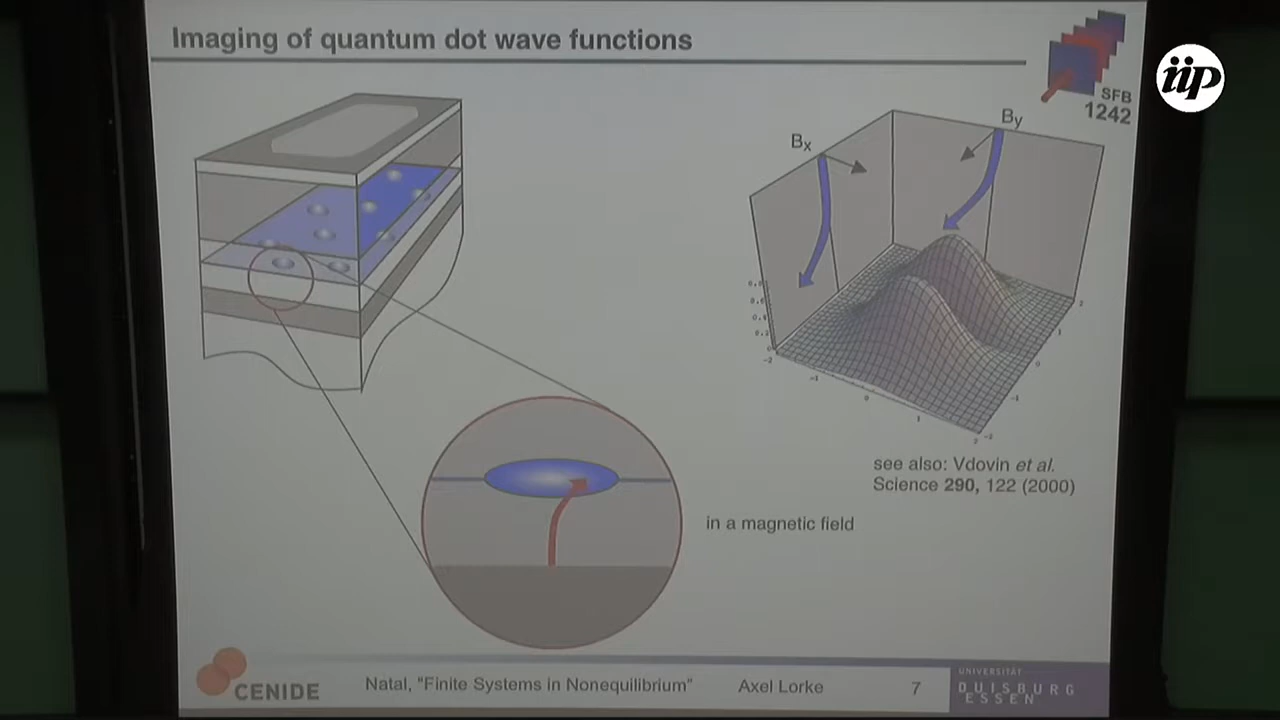 Imaging of quantum dot wave functions
iip
SFB
1242
Bx
By
see also: Vdovin et al.
Science 290, 122 (2000)
in a magnetic field
CENIDE
Natal, "Finite Systems in Nonequilibrium"
Axel Lorke
7
UNIVERSITÄT
DUISBURG
ESSEN